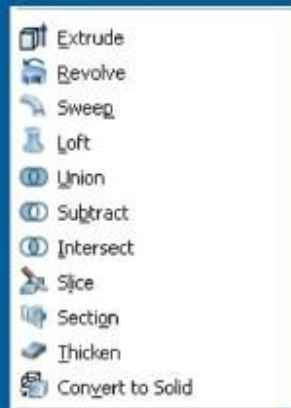 Extrude
Revolve
Sweep
Loft
Union
Subtract
Intersect
Slice
Section
Thicken
Convert to Solid